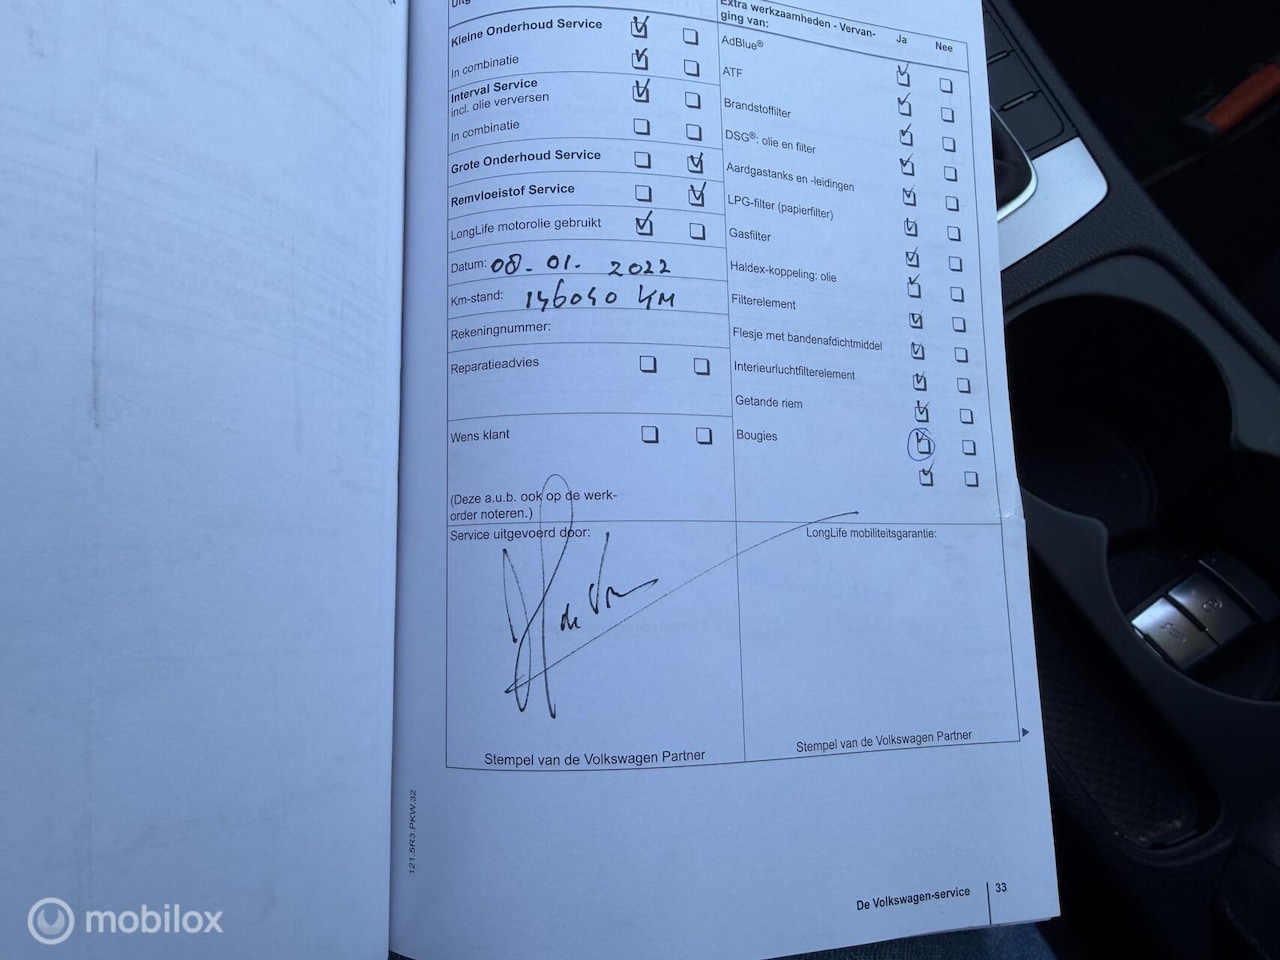 Extra werkzaamheden - Vervan-
ging van:
Ja
Nee
Kleine Onderhoud Service
In combinatie
Interval Service
incl. olie verversen
In combinatie
Grote Onderhoud Service
Remvloeistof Service
LongLife motorolie gebruikt
Datum: 08-01-2022
Km-stand: 146040 KM
Rekeningnummer:
Reparatieadvies
Wens klant
(Deze a.u.b. ook op de werk-
order noteren.)
Service uitgevoerd door:
Stempel van de Volkswagen Partner
AdBlue®
ATF
Brandstoffilter
DSG®: olie en filter
Aardgastanks en -leidingen
LPG-filter (papierfilter)
Gasfilter
Haldex-koppeling: olie
Filterelement
Flesje met bandenafdichtmiddel
Interieurluchtfilterelement
Getande riem
Bougies
LongLife mobiliteitsgarantie:
Stempel van de Volkswagen Partner
121.5R3.PKW.32
De Volkswagen-service
33
mobilox